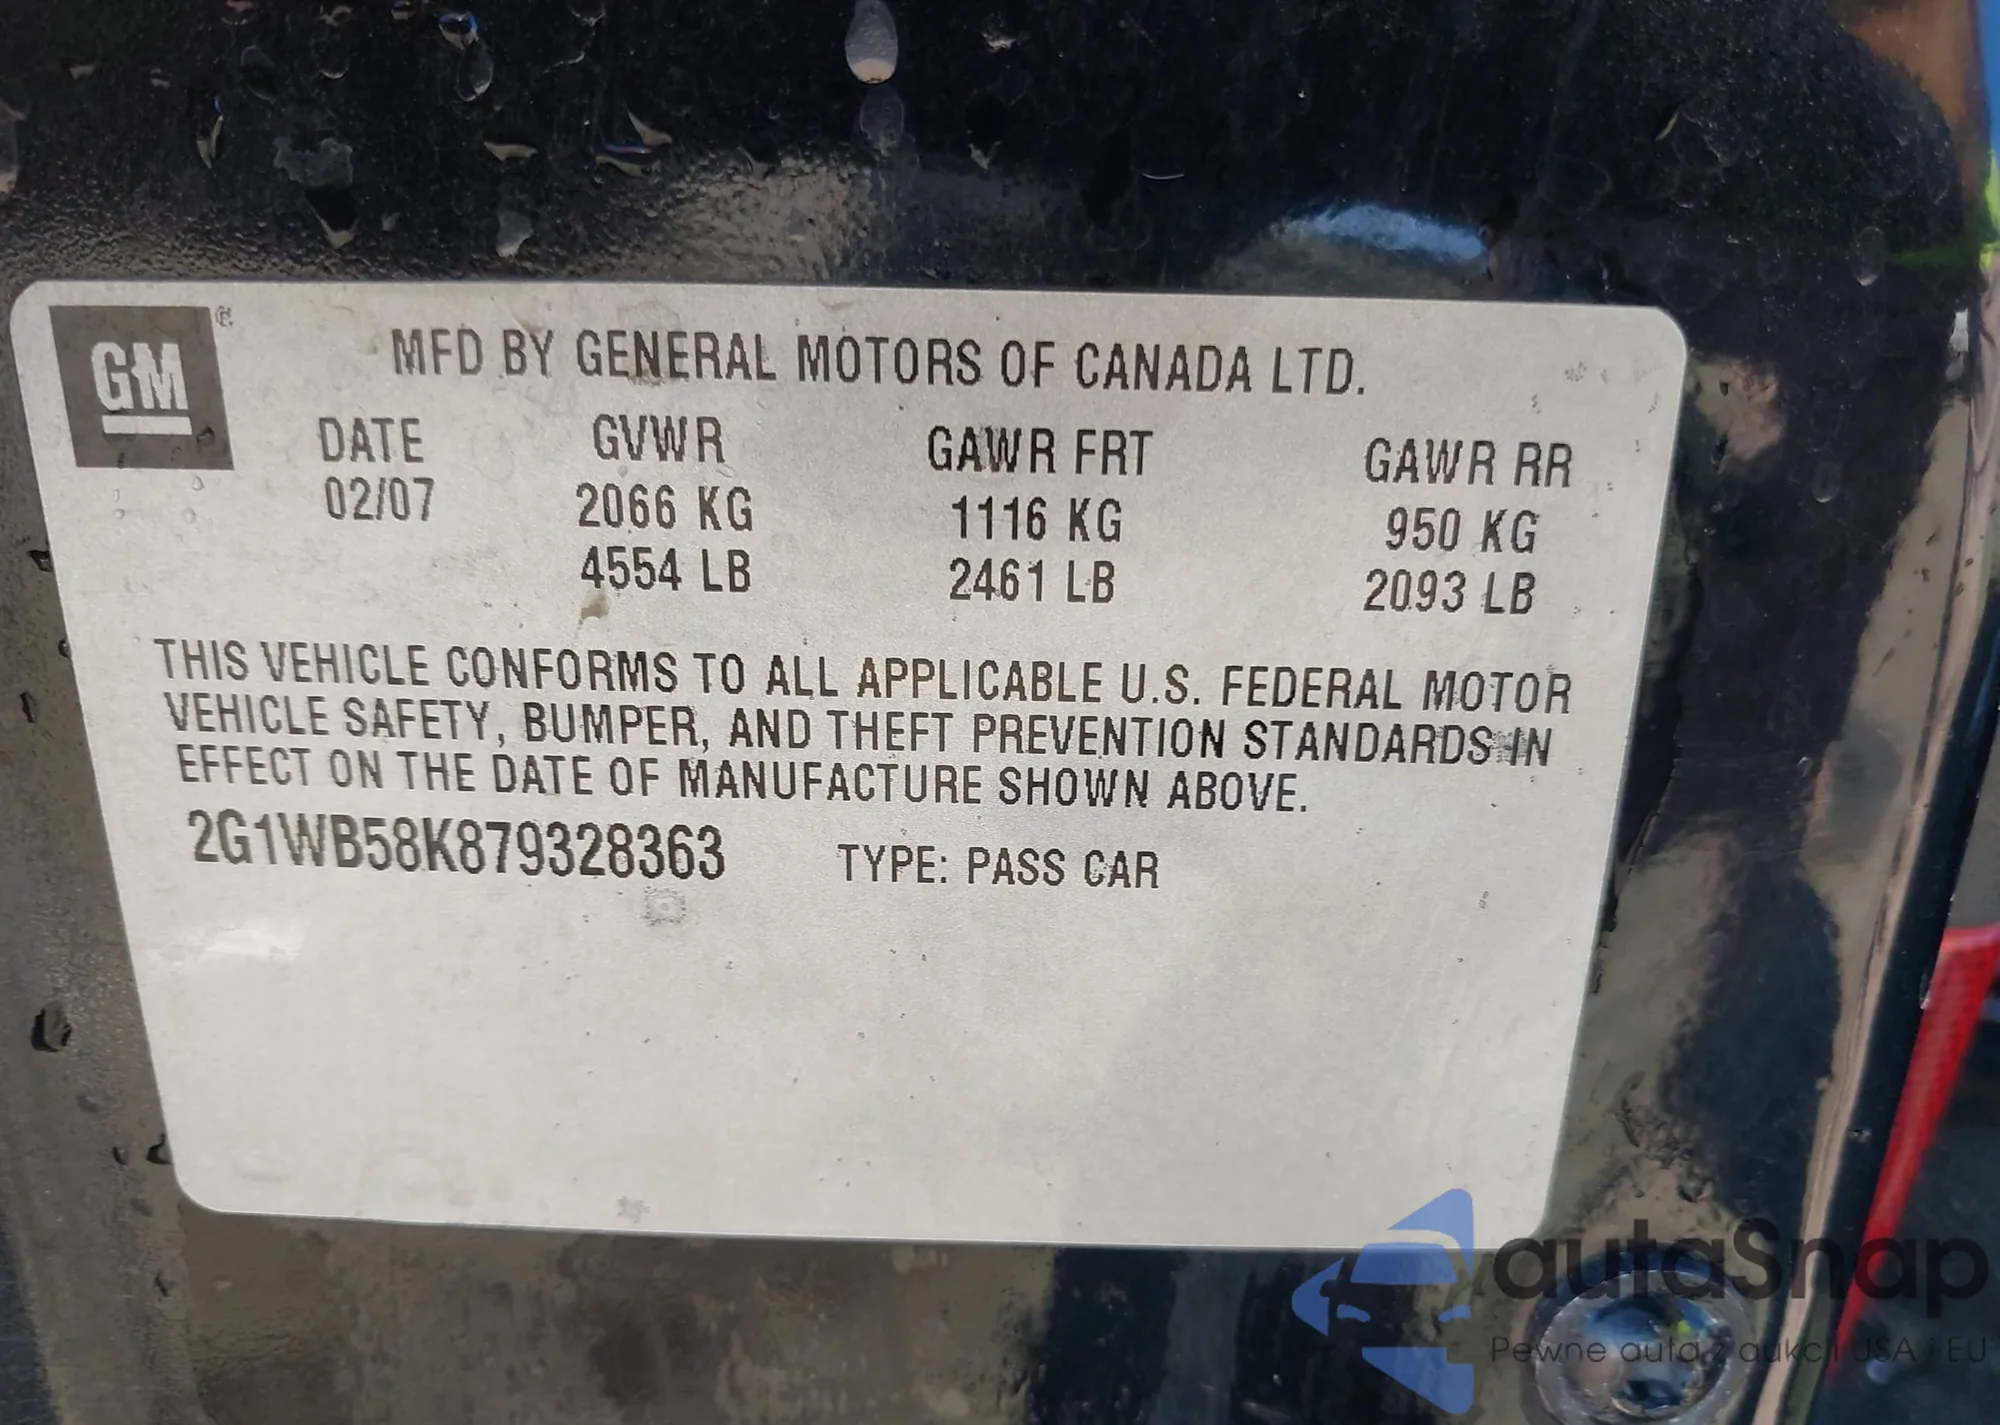 GM
MFD BY GENERAL MOTORS OF CANADA LTD.
DATE GVWR GAWR FRT GAWR RR
02/07 2066 KG 1116 KG 950 KG
4554 LB 2461 LB 2093 LB
THIS VEHICLE CONFORMS TO ALL APPLICABLE U.S. FEDERAL MOTOR
VEHICLE SAFETY, BUMPER, AND THEFT PREVENTION STANDARDS IN
EFFECT ON THE DATE OF MANUFACTURE SHOWN ABOVE.
2G1WB58K879328363 TYPE: PASS CAR
autaSnap
Pewne auta z aukcji USA i EU